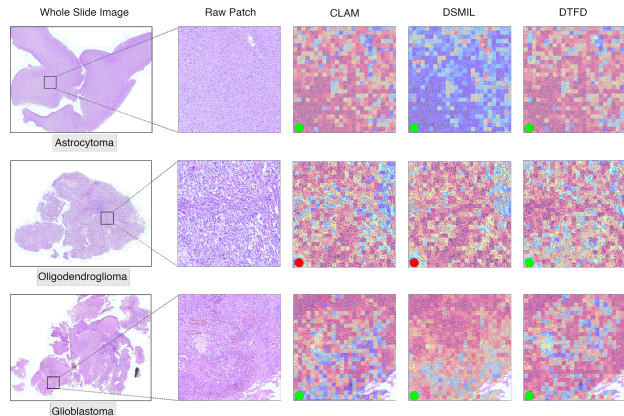 Whole Slide Image Raw Patch CLAM DSMIL DTFD
Astrocytoma
Oligodendroglioma
Glioblastoma